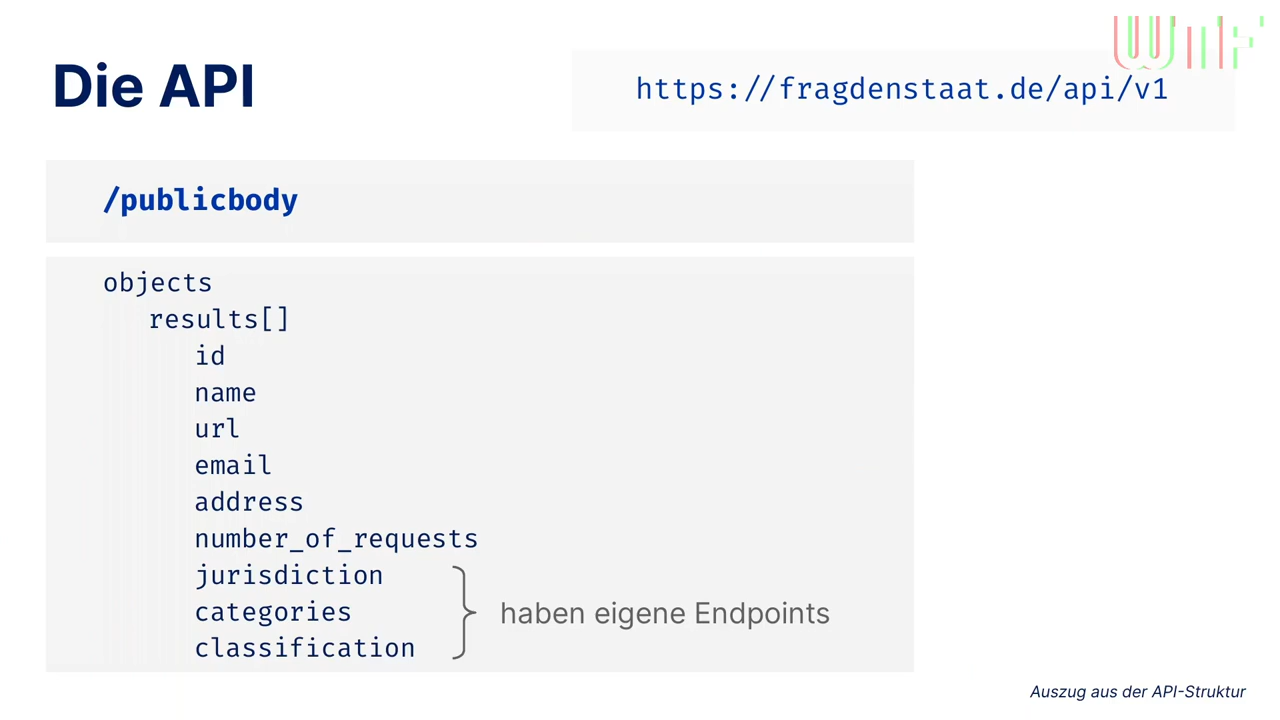 WTF
Die API
https://fragdenstaat.de/api/v1
/publicbody
objects
results[]
id
name
url
email
address
number_of_requests
jurisdiction
categories
classification
haben eigene Endpoints
Auszug aus der API-Struktur